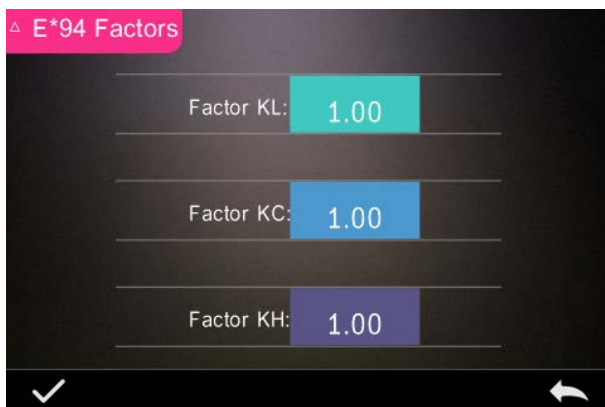 △ E*94 Factors
Factor KL: 1.00
Factor KC: 1.00
Factor KH: 1.00